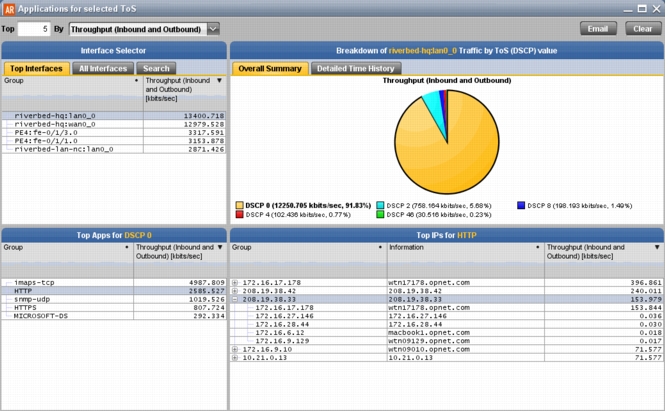 AR Applications for selected ToS
Top 5 By Throughput (Inbound and Outbound) Email Clear
Interface Selector
Top Interfaces All Interfaces Search
Group Throughput (Inbound and Outbound) [kbits/sec]
riverbed-hq:lan0_0 13400.718
riverbed-hq:wan0_0 12979.528
PE4:fe-0/1/3.0 3317.591
PE4:fe-0/1/1.0 3153.878
riverbed-lan-nc:lan0_0 2871.426
Breakdown of riverbed-hq:lan0_0 Traffic by ToS (DSCP) value
Overall Summary Detailed Time History
Throughput (Inbound and Outbound)
DSCP 0 (12250.705 kbits/sec, 91.83%) DSCP 2 (758.164 kbits/sec, 5.68%) DSCP 8 (198.193 kbits/sec, 1.49%)
DSCP 4 (102.436 kbits/sec, 0.77%) DSCP 46 (30.516 kbits/sec, 0.23%)
Top Apps for DSCP 0
Group Throughput (Inbound and Outbound) [kbits/sec]
imaps-tcp 4987.809
HTTP 2585.527
snmp-udp 1019.526
HTTPS 807.724
MICROSOFT-DS 292.334
Top IPs for HTTP
Group Information Throughput (Inbound and Outbound) [kbits/sec]
172.16.17.178 wtn17178.opnet.com 396.861
208.19.38.42 208.19.38.42 240.011
208.19.38.33 208.19.38.33 153.979
172.16.17.178 wtn17178.opnet.com 153.844
172.16.27.146 172.16.27.146 0.036
172.16.28.44 172.16.28.44 0.030
172.16.6.12 macbook1.opnet.com 0.018
172.16.9.129 wtn09129.opnet.com 0.017
172.16.9.10 wtn09010.opnet.com 71.577
10.21.0.13 10.21.0.13 71.577